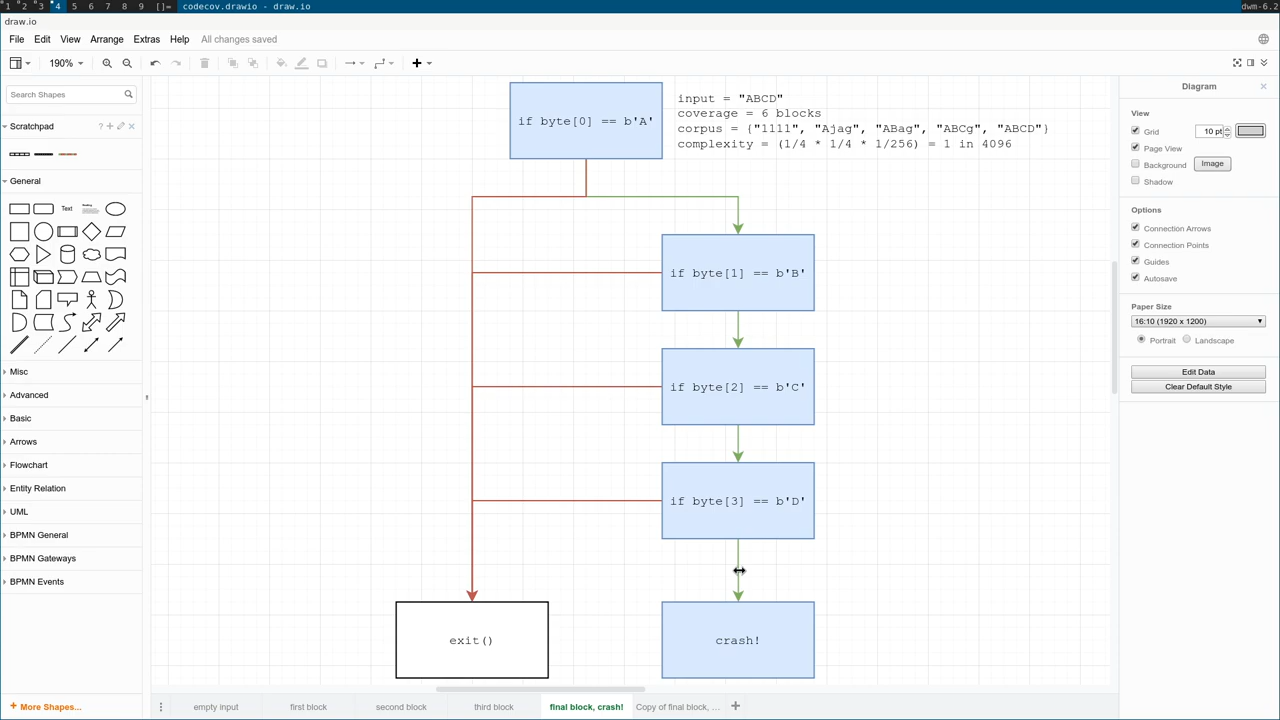 1 2 3 4 5 6 7 8 9 []= codecov.drawio - draw.io dwm-6.2
draw.io
File Edit View Arrange Extras Help All changes saved
190%
Search Shapes
Scratchpad
?
General
Text
Heading
Misc
Advanced
Basic
Arrows
Flowchart
Entity Relation
UML
BPMN General
BPMN Gateways
BPMN Events
+ More Shapes...
if byte[0] == b'A'
input = "ABCD"
coverage = 6 blocks
corpus = {"1111", "Ajag", "ABag", "ABCg", "ABCD"}
complexity = (1/4 * 1/4 * 1/256) = 1 in 4096
if byte[1] == b'B'
if byte[2] == b'C'
if byte[3] == b'D'
exit()
crash!
empty input
first block
second block
third block
final block, crash!
Copy of final block, ...
Diagram
View
Grid 10 pt
Page View
Background Image
Shadow
Options
Connection Arrows
Connection Points
Guides
Autosave
Paper Size
16:10 (1920 x 1200)
Portrait Landscape
Edit Data
Clear Default Style